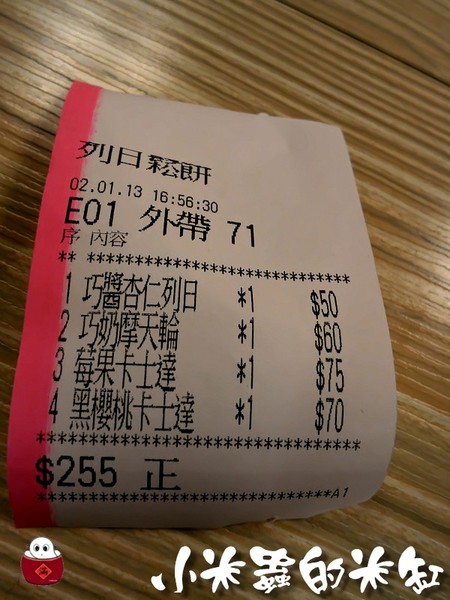 列日鬆餅
02.01.13 16:56:30
E01 外帶 71
序 內容
** **********************
1 巧醬杏仁列日 *1 $50
2 巧奶摩天輪 *1 $60
3 莓果卡士達 *1 $75
4 黑櫻桃卡士達 *1 $70
*************************
$255 正
*************************A1
小米蟲的米缸